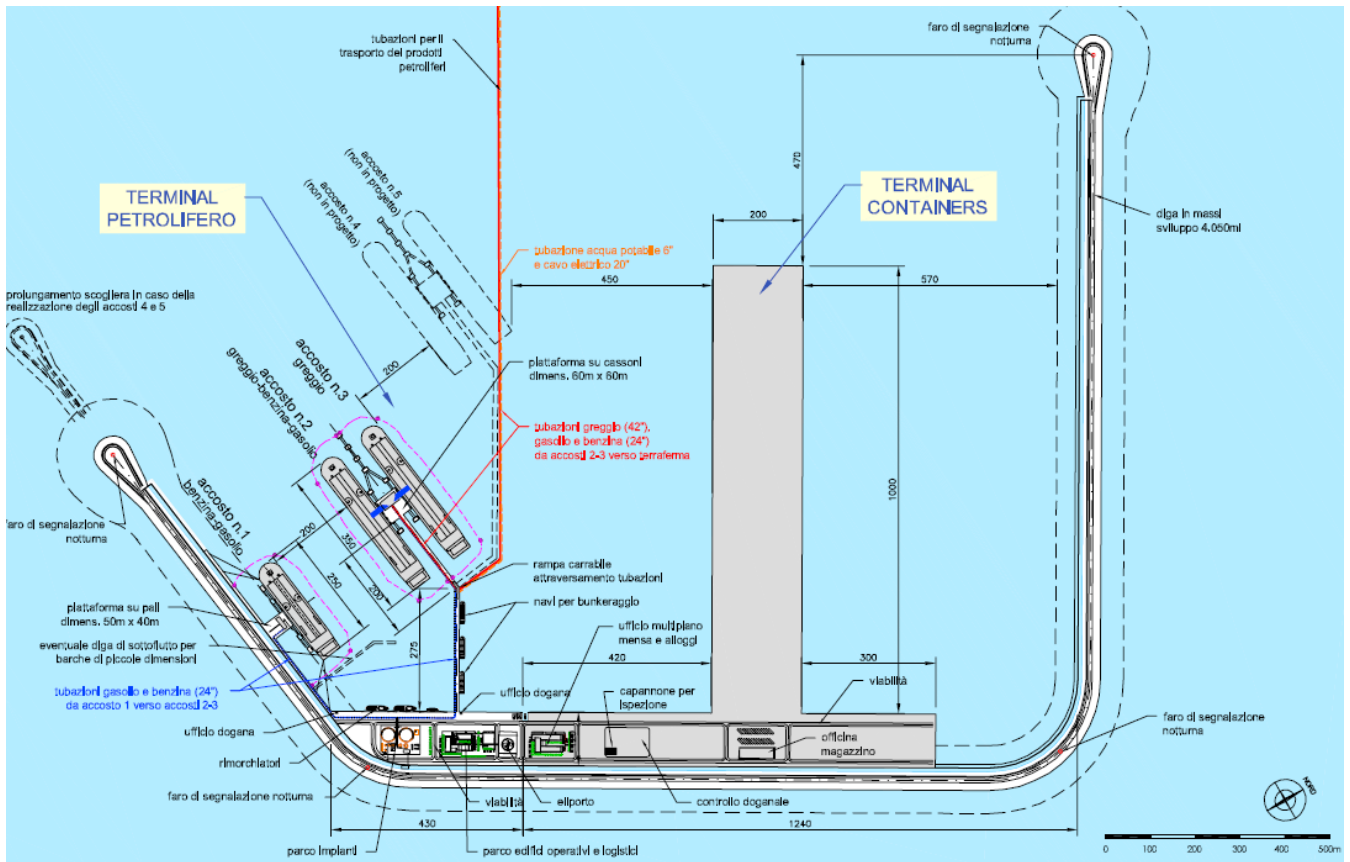 tubazioni per il
trasporto dei prodotti
petroliferi
faro di segnalazione
notturna
TERMINAL
PETROLIFERO
accosto n.5
(non in progetto)
accosto n.4
(non in progetto)
470
TERMINAL
CONTAINERS
200
diga in massi
sviluppo 4.050ml
tubazione acqua potabile 6"
e cavo elettrico 20"
450
570
prolungamento scogliera in caso della
realizzazione degli accosti 4 e 5
accosto n.3
greggio
accosto n.2
greggio-benzina-gasolio
200
plattaforma su cassoni
dimens. 60m x 60m
tubazioni greggio (42"),
gasolio e benzina (24")
da accosti 2-3 verso terraferma
accosto n.1
benzina-gasolio
1000
faro di segnalazione
notturna
200
350
250
200
rampa carrabile
attraversamento tubazioni
navi per bunkeraggio
plattaforma su pali
dimens. 50m x 40m
ufficio multipiano
mensa e alloggi
eventuale diga di sottoflutto per
barche di piccole dimensioni
275
420
300
tubazioni gasolio e benzina (24")
da accosto 1 verso accosti 2-3
ufficio dogana
capannone per
ispezione
viabilità
ufficio dogana
officina
magazzino
faro di segnalazione
notturna
rimorchiatori
faro di segnalazione notturna
viabilità
eliporto
controllo doganale
NORD
430
1240
parco impianti
parco edifici operativi e logistici
0 100 200 300 400 500m